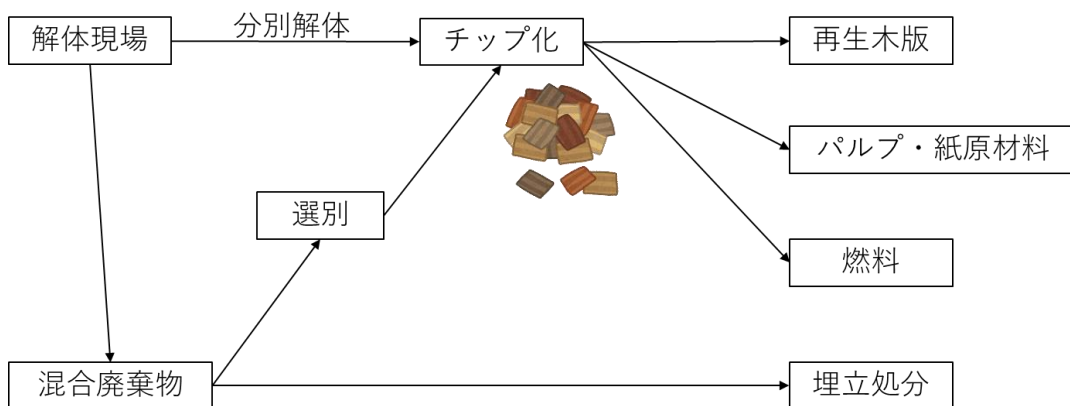 解体現場
分別解体
チップ化
再生木版
パルプ・紙原材料
選別
燃料
混合廃棄物
埋立処分